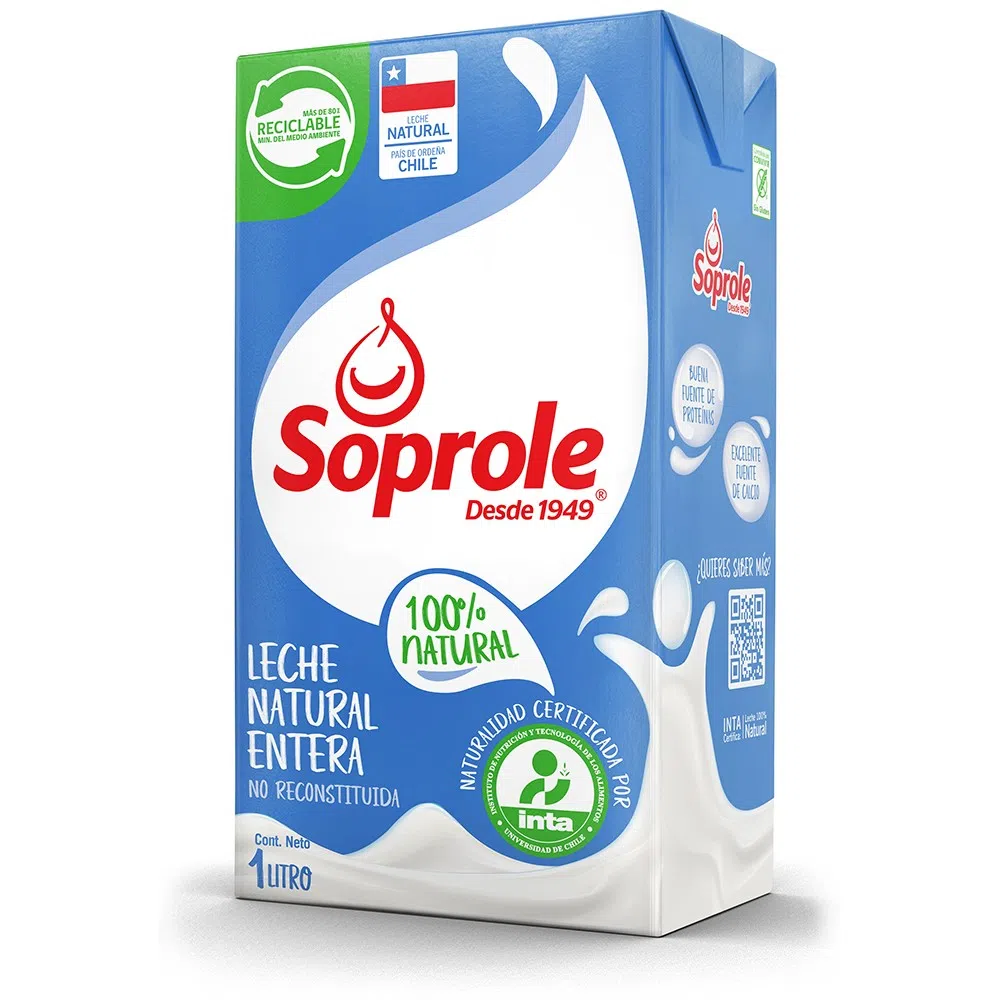 MÁS DE 80%
RECICLABLE
MIN. DEL MEDIO AMBIENTE
LECHE
NATURAL
PAÍS DE ORDEÑA
CHILE
Soprole®
Desde 1949
100%
NATURAL
LECHE
NATURAL
ENTERA
NO RECONSTITUIDA
Cont. Neto
1 LITRO
NATURALIDAD CERTIFICADA POR
INSTITUTO DE NUTRICIÓN Y TECNOLOGÍA DE LOS ALIMENTOS
inta
UNIVERSIDAD DE CHILE
Sin Gluten
Soprole
Desde 1949
BUENA
FUENTE DE
PROTEÍNAS
EXCELENTE
FUENTE
DE CALCIO
¿QUIERES SABER MÁS?
INTA
Certifica:
Leche 100%
Natural